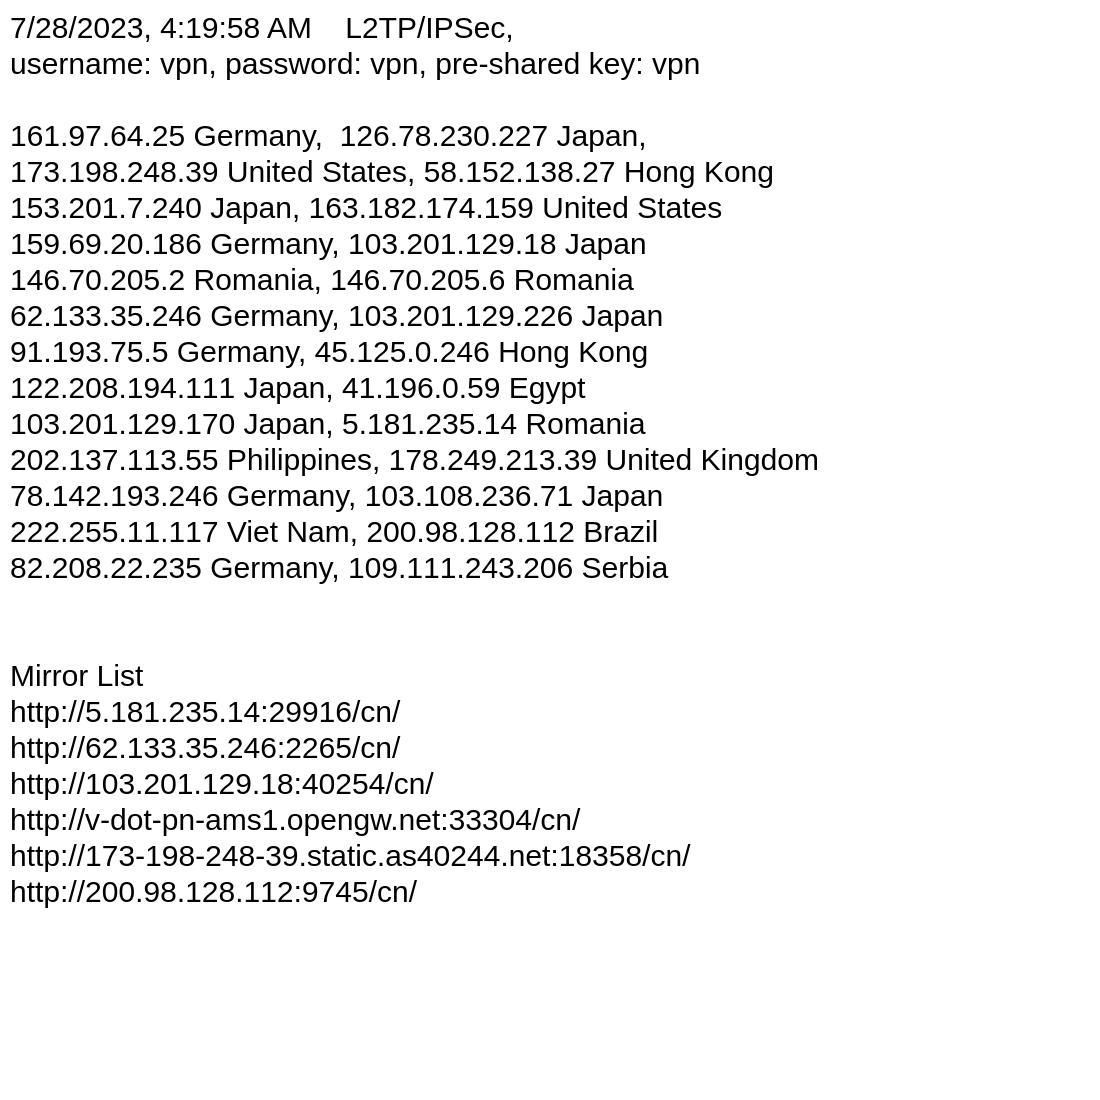 7/28/2023, 4:19:58 AM    L2TP/IPSec,
username: vpn, password: vpn, pre-shared key: vpn
161.97.64.25 Germany,  126.78.230.227 Japan,
173.198.248.39 United States, 58.152.138.27 Hong Kong
153.201.7.240 Japan, 163.182.174.159 United States
159.69.20.186 Germany, 103.201.129.18 Japan
146.70.205.2 Romania, 146.70.205.6 Romania
62.133.35.246 Germany, 103.201.129.226 Japan
91.193.75.5 Germany, 45.125.0.246 Hong Kong
122.208.194.111 Japan, 41.196.0.59 Egypt
103.201.129.170 Japan, 5.181.235.14 Romania
202.137.113.55 Philippines, 178.249.213.39 United Kingdom
78.142.193.246 Germany, 103.108.236.71 Japan
222.255.11.117 Viet Nam, 200.98.128.112 Brazil
82.208.22.235 Germany, 109.111.243.206 Serbia
Mirror List
http://5.181.235.14:29916/cn/
http://62.133.35.246:2265/cn/
http://103.201.129.18:40254/cn/
http://v-dot-pn-ams1.opengw.net:33304/cn/
http://173-198-248-39.static.as40244.net:18358/cn/
http://200.98.128.112:9745/cn/